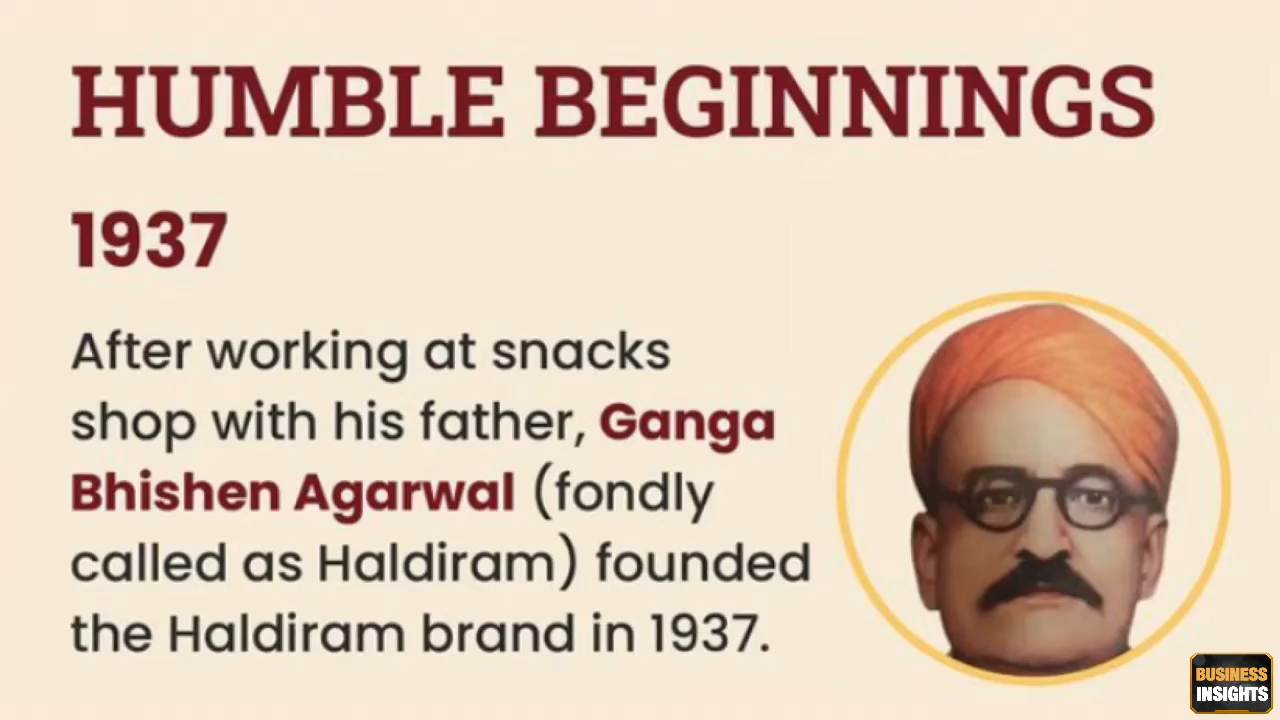 HUMBLE BEGINNINGS
1937
After working at snacks
shop with his father, Ganga
Bhishen Agarwal (fondly
called as Haldiram) founded
the Haldiram brand in 1937.
BUSINESS
INSIGHTS